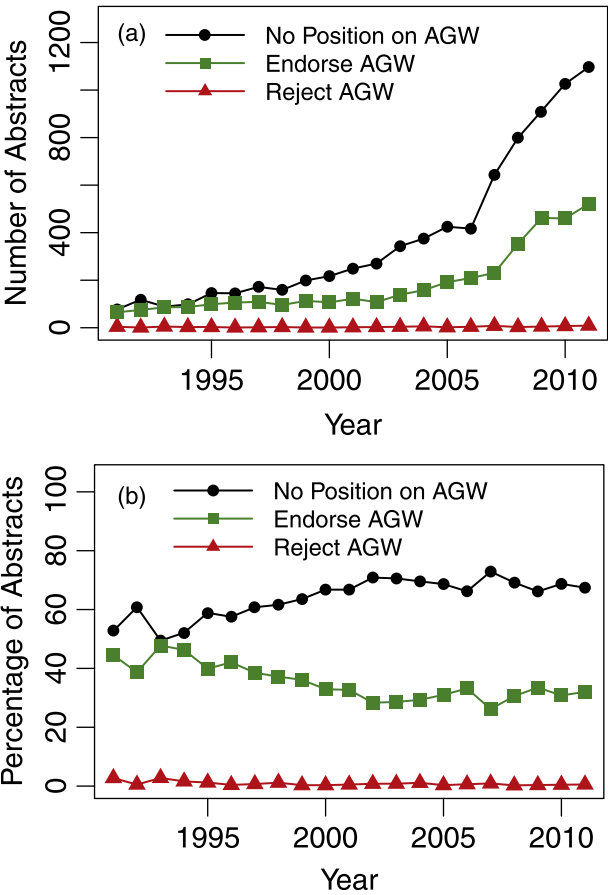 (a)
No Position on AGW
Endorse AGW
Reject AGW
Number of Abstracts
1200
800
400
0
1995 2000 2005 2010
Year
(b)
No Position on AGW
Endorse AGW
Reject AGW
Percentage of Abstracts
100
80
60
40
20
0
1995 2000 2005 2010
Year